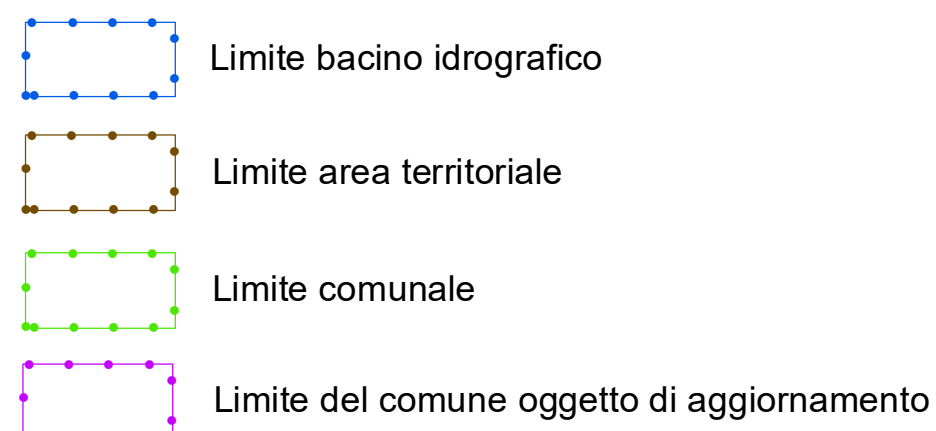 Limite bacino idrografico
Limite area territoriale
Limite comunale
Limite del comune oggetto di aggiornamento